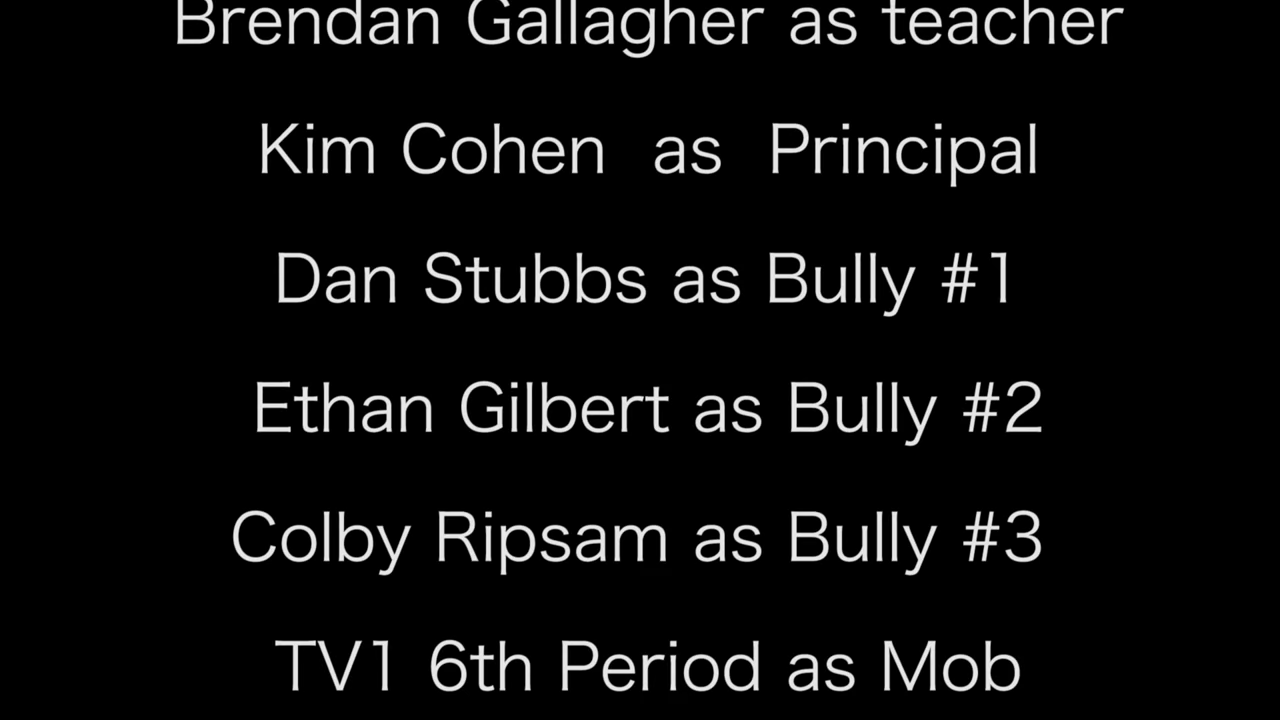 Brendan Gallagher as teacher
Kim Cohen as Principal
Dan Stubbs as Bully #1
Ethan Gilbert as Bully #2
Colby Ripsam as Bully #3
TV1 6th Period as Mob